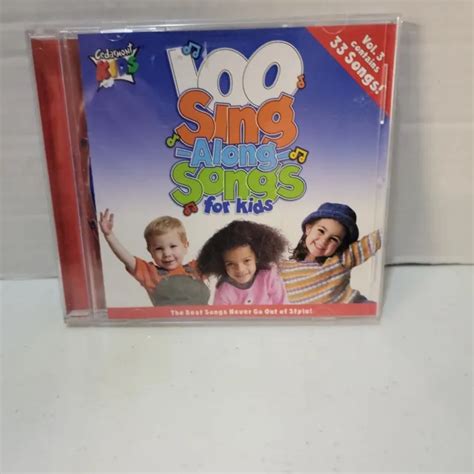 Cedarmont
KIDS
Vol. 3
contains
33 Songs!
100
Sing
-Along-
Songs
for kids
The Best Songs Never Go Out of Style!